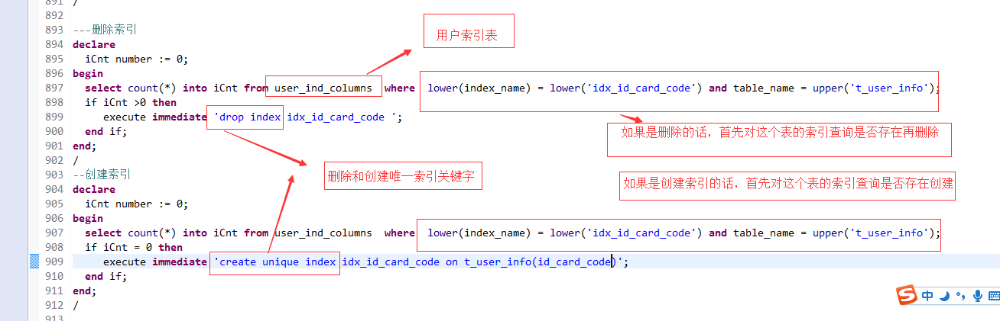 891 /
892
893 ---删除索引
894 declare
895 iCnt number := 0;
896 begin
用户索引表
897 select count(*) into iCnt from user_ind_columns where lower(index_name) = lower('idx_id_card_code') and table_name = upper('t_user_info');
898 if iCnt >0 then
899 execute immediate 'drop index idx_id_card_code ';
900 end if;
如果是删除的话，首先对这个表的索引查询是否存在再删除
901 end;
902 /
删除和创建唯一索引关键字
903 --创建索引
如果是创建索引的话，首先对这个表的索引查询是否存在创建
904 declare
905 iCnt number := 0;
906 begin
907 select count(*) into iCnt from user_ind_columns where lower(index_name) = lower('idx_id_card_code') and table_name = upper('t_user_info');
908 if iCnt = 0 then
909 execute immediate 'create unique index idx_id_card_code on t_user_info(id_card_code)';
910 end if;
911 end;
912 /
913
S 中